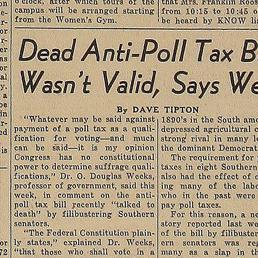 o'clock, after which tours of the
campus will be arranged starting
from the Women's Gym.
Mrs. Franklin Roos
from 10:15 to 10:45 o
be heard by KNOW li
Dead Anti-Poll Tax B
Wasn't Valid, Says We
By DAVE TIPTON
"Whatever may be said against
payment of a poll tax as a quali-
fication for voting—and much
can be said—it is my opinion
Congress has no constitutional
power to determine suffrage quali-
fications," Dr. O. Douglas Weeks,
professor of government, said this
week, in comment on the anti-
poll tax bill recently "talked to
death" by filibustering Southern
senators.
"The Federal Constitution plain-
ly states," explained Dr. Weeks,
"that those who shall vote in a
1890's in the South am
depressed agricultural c
strong rival in many lo
the dominant Democrat
The requirement for
taxes in eight Southern
also had the effect of d
ing many of the labo
who in the past were
pay poll taxes.
For this reason, a ne
story reported last we
of the bill by filibuster
ern senators was reg
many as a slap in th